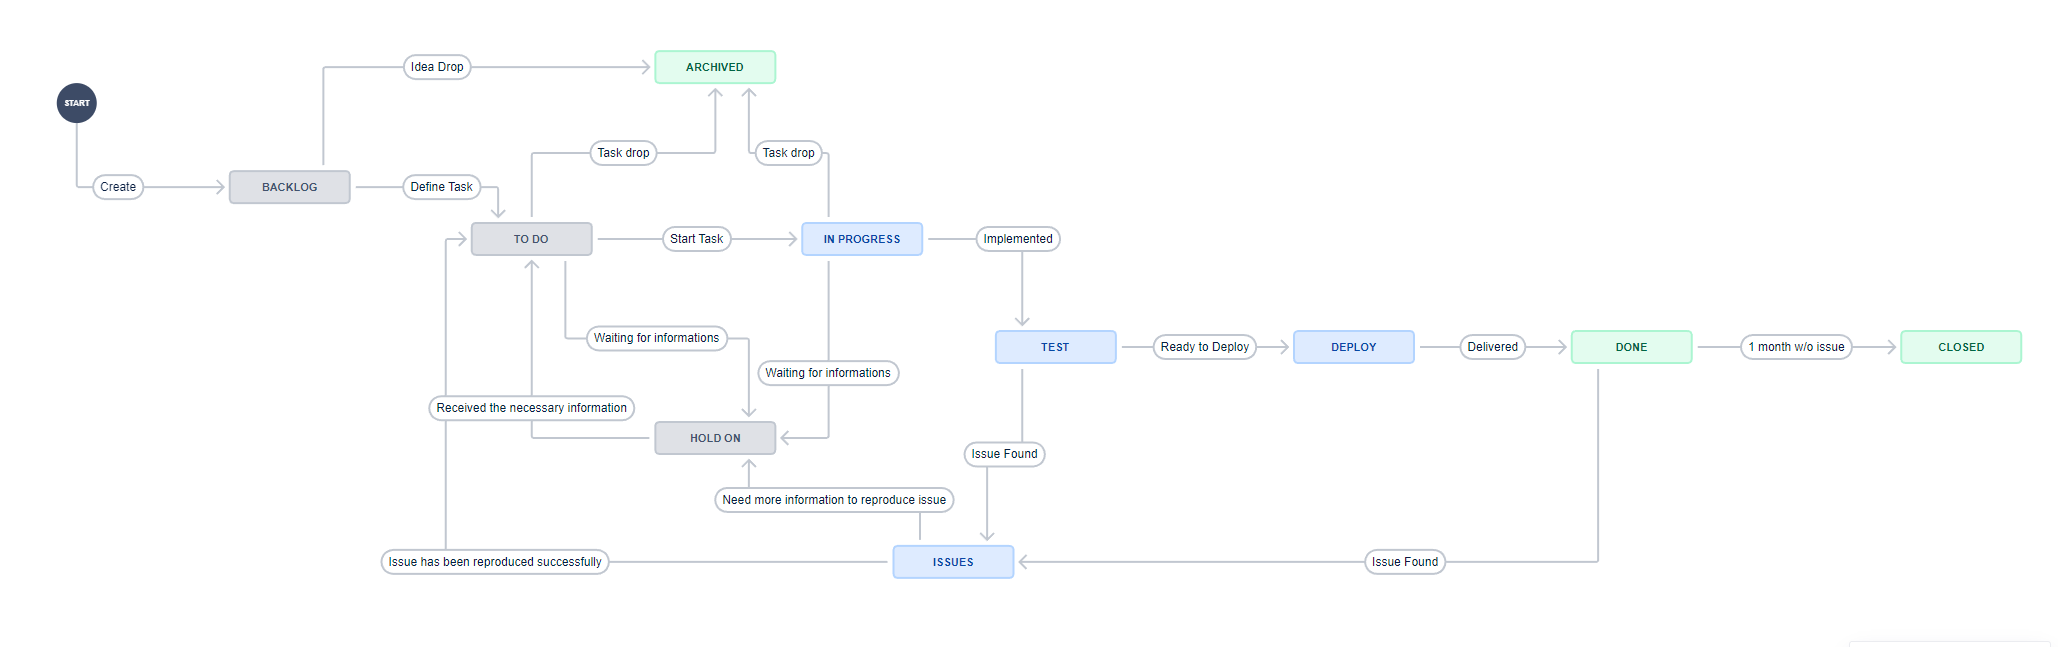 Idea Drop
ARCHIVED
START
Task drop
Task drop
Create
BACKLOG
Define Task
TO DO
Start Task
IN PROGRESS
Implemented
Waiting for informations
TEST
Ready to Deploy
DEPLOY
Delivered
DONE
1 month w/o issue
CLOSED
Waiting for informations
Received the necessary information
HOLD ON
Issue Found
Need more information to reproduce issue
Issue has been reproduced successfully
ISSUES
Issue Found